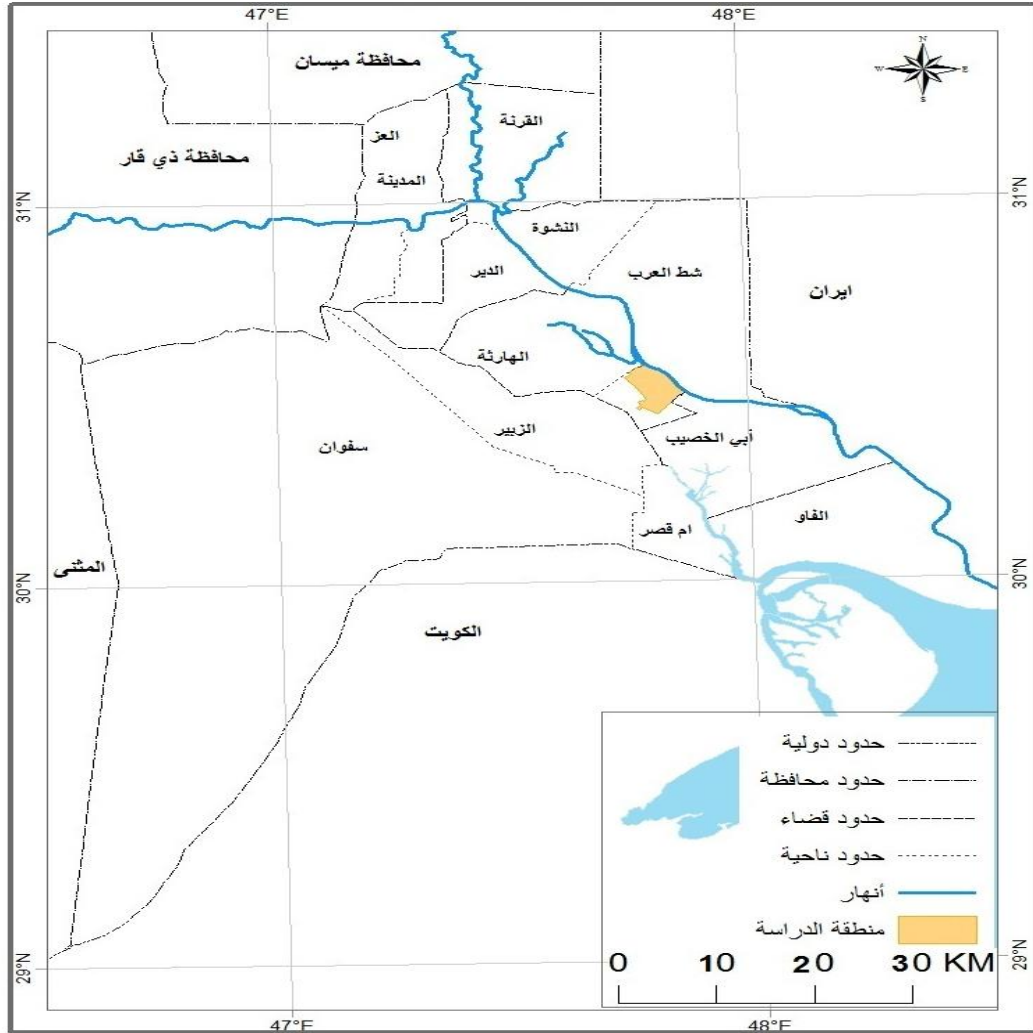 47°E 48°E
N
W E
S
محافظة ميسان
القرنة
العز
محافظة ذي قار
المدينة
31°N 31°N
النشوة
الدير
شط العرب
ايران
الهارثة
الزبير
أبي الخصيب
سفوان
الفاو
ام قصر
المثنى
30°N 30°N
الكويت
حدود دولية
حدود محافظة
حدود قضاء
حدود ناحية
أنهار
منطقة الدراسة
0 10 20 30 KM
29°N 29°N
47°E 48°E